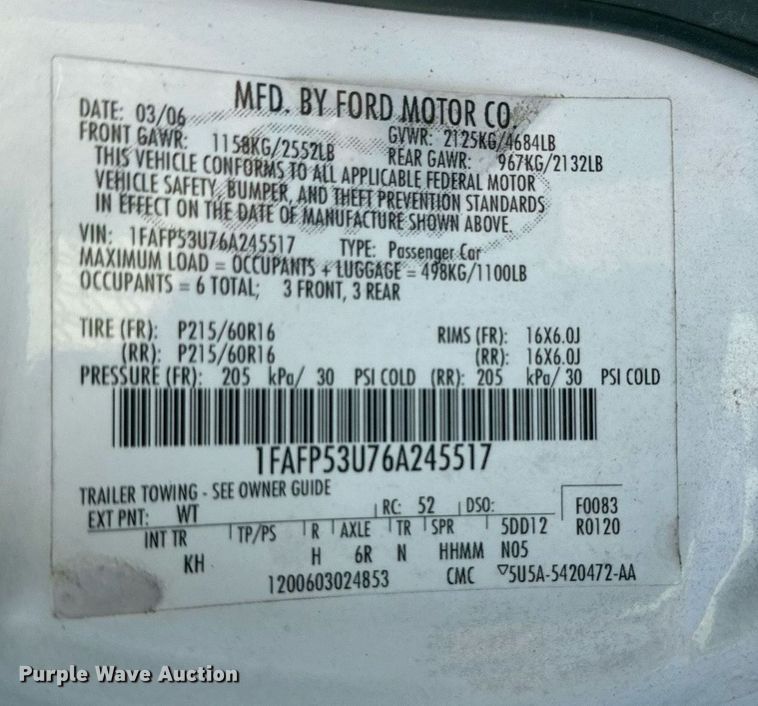 MFD. BY FORD MOTOR CO
DATE: 03/06 GVWR: 2125KG/4684LB
FRONT GAWR: 1158KG/2552LB REAR GAWR: 967KG/2132LB
THIS VEHICLE CONFORMS TO ALL APPLICABLE FEDERAL MOTOR
VEHICLE SAFETY, BUMPER, AND THEFT PREVENTION STANDARDS
IN EFFECT ON THE DATE OF MANUFACTURE SHOWN ABOVE.
VIN: 1FAFP53U76A245517 TYPE: Passenger Car
MAXIMUM LOAD = OCCUPANTS + LUGGAGE = 498KG/1100LB
OCCUPANTS = 6 TOTAL; 3 FRONT, 3 REAR
TIRE (FR): P215/60R16 RIMS (FR): 16X6.0J
(RR): P215/60R16 (RR): 16X6.0J
PRESSURE (FR): 205 kPa/ 30 PSI COLD (RR): 205 kPa/ 30 PSI COLD
1FAFP53U76A245517
TRAILER TOWING - SEE OWNER GUIDE
EXT PNT: WT RC: 52 DSO: F0083
INT TR TP/PS R AXLE TR SPR 5DD12 R0120
KH H 6R N HHMM N05
1200603024853 CMC ▽5U5A-5420472-AA
Purple Wave Auction